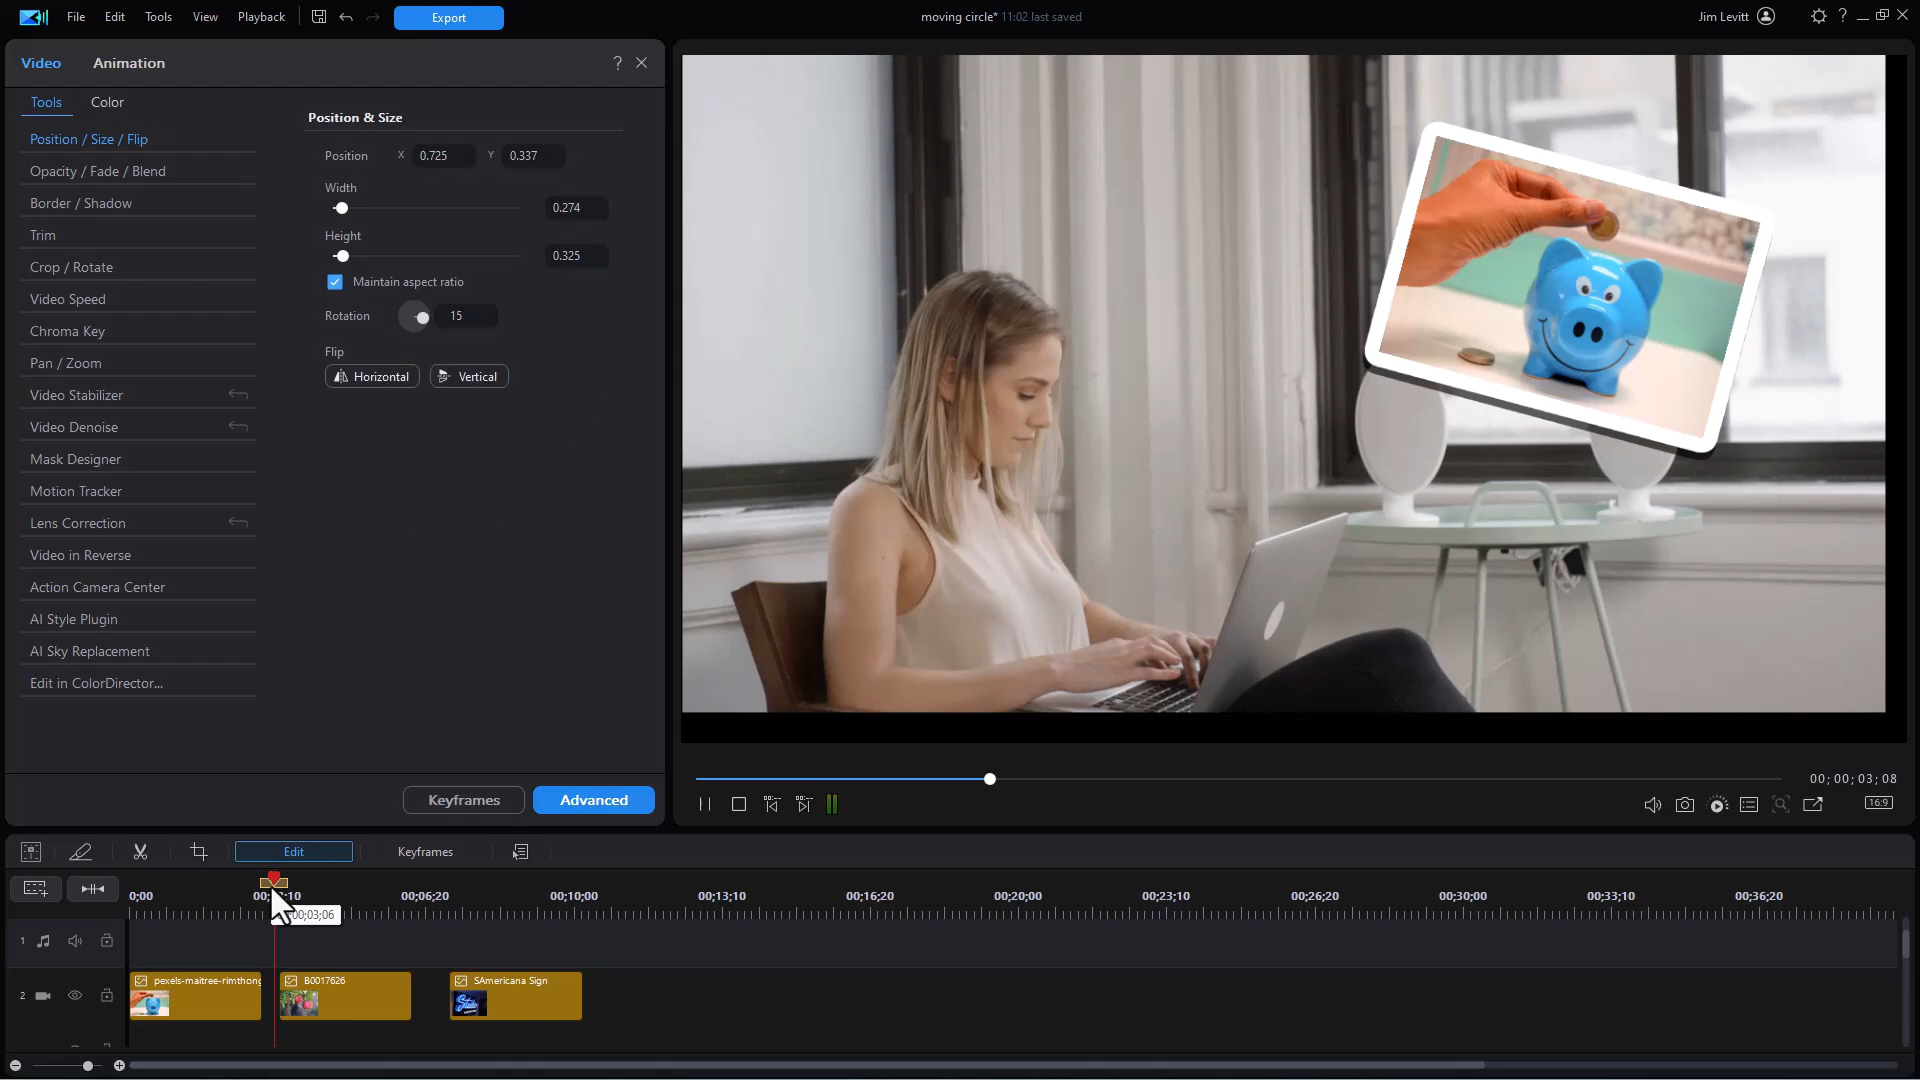 File Edit Tools View Playback Export moving circle* 11:02 last saved Jim Levitt ?
Video Animation ?
Tools Color
Position / Size / Flip
Opacity / Fade / Blend
Border / Shadow
Trim
Crop / Rotate
Video Speed
Chroma Key
Pan / Zoom
Video Stabilizer
Video Denoise
Mask Designer
Motion Tracker
Lens Correction
Video in Reverse
Action Camera Center
AI Style Plugin
AI Sky Replacement
Edit in ColorDirector...
Position & Size
Position X 0.725 Y 0.337
Width
0.274
Height
0.325
Maintain aspect ratio
Rotation 15
Flip
Horizontal Vertical
Keyframes Advanced
00; 00; 03; 08
16:9
Edit Keyframes
0;00 00;06;20 00;10;00 00;13;10 00;16;20 00;20;00 00;23;10 00;26;20 00;30;00 00;33;10 00;36;20
00;03;06
1
2 pexels-maitree-rimthong B0017626 SAmericana Sign